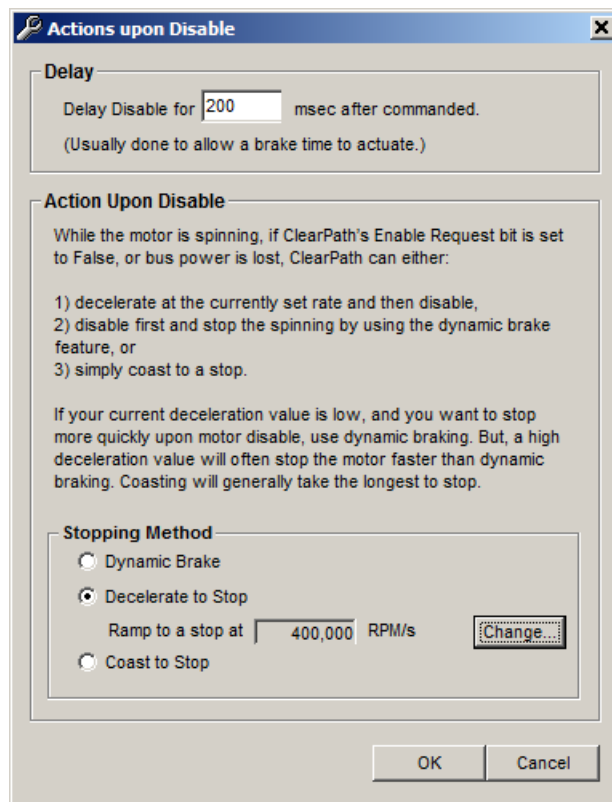 Actions upon Disable
Delay
Delay Disable for 200 msec after commanded.
(Usually done to allow a brake time to actuate.)
Action Upon Disable
While the motor is spinning, if ClearPath's Enable Request bit is set
to False, or bus power is lost, ClearPath can either:
1) decelerate at the currently set rate and then disable,
2) disable first and stop the spinning by using the dynamic brake
feature, or
3) simply coast to a stop.
If your current deceleration value is low, and you want to stop
more quickly upon motor disable, use dynamic braking. But, a high
deceleration value will often stop the motor faster than dynamic
braking. Coasting will generally take the longest to stop.
Stopping Method
Dynamic Brake
Decelerate to Stop
Ramp to a stop at 400,000 RPM/s Change...
Coast to Stop
OK Cancel